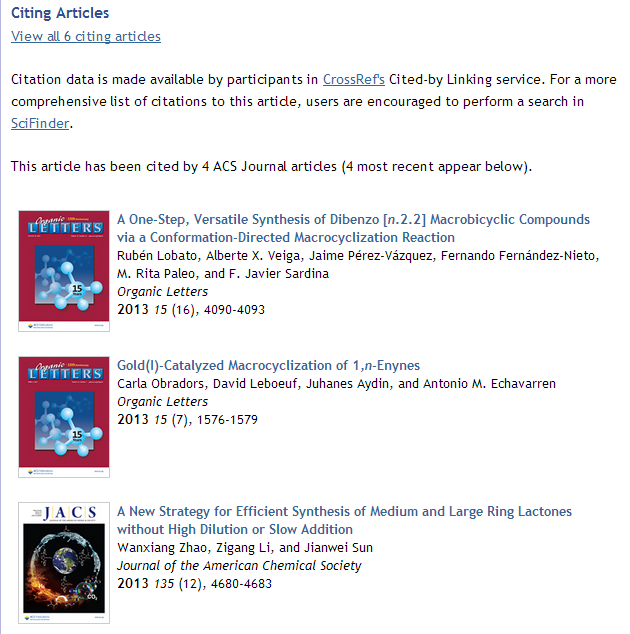 Citing Articles
View all 6 citing articles
Citation data is made available by participants in CrossRef's Cited-by Linking service. For a more
comprehensive list of citations to this article, users are encouraged to perform a search in
SciFinder.
This article has been cited by 4 ACS Journal articles (4 most recent appear below).
Organic
LETTERS
15
Years
A One-Step, Versatile Synthesis of Dibenzo [n.2.2] Macrobicyclic Compounds
via a Conformation-Directed Macrocyclization Reaction
Rubén Lobato, Alberte X. Veiga, Jaime Pérez-Vázquez, Fernando Fernández-Nieto,
M. Rita Paleo, and F. Javier Sardina
Organic Letters
2013 15 (16), 4090-4093
Organic
LETTERS
15
Years
Gold(I)-Catalyzed Macrocyclization of 1,n-Enynes
Carla Obradors, David Leboeuf, Juhanes Aydin, and Antonio M. Echavarren
Organic Letters
2013 15 (7), 1576-1579
JACS
CO2
A New Strategy for Efficient Synthesis of Medium and Large Ring Lactones
without High Dilution or Slow Addition
Wanxiang Zhao, Zigang Li, and Jianwei Sun
Journal of the American Chemical Society
2013 135 (12), 4680-4683